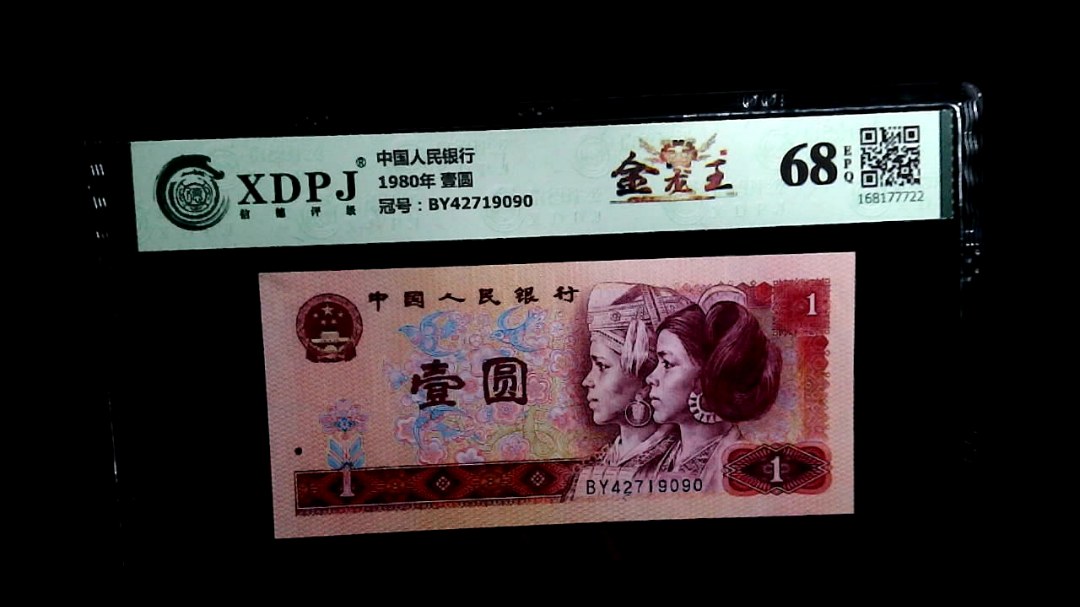 XDPJ®
信德评级
中国人民银行
1980年 壹圆
冠号：BY42719090
金龙王
68
EPQ
168177722
中国人民银行
1
壹圆
1
BY42719090
1